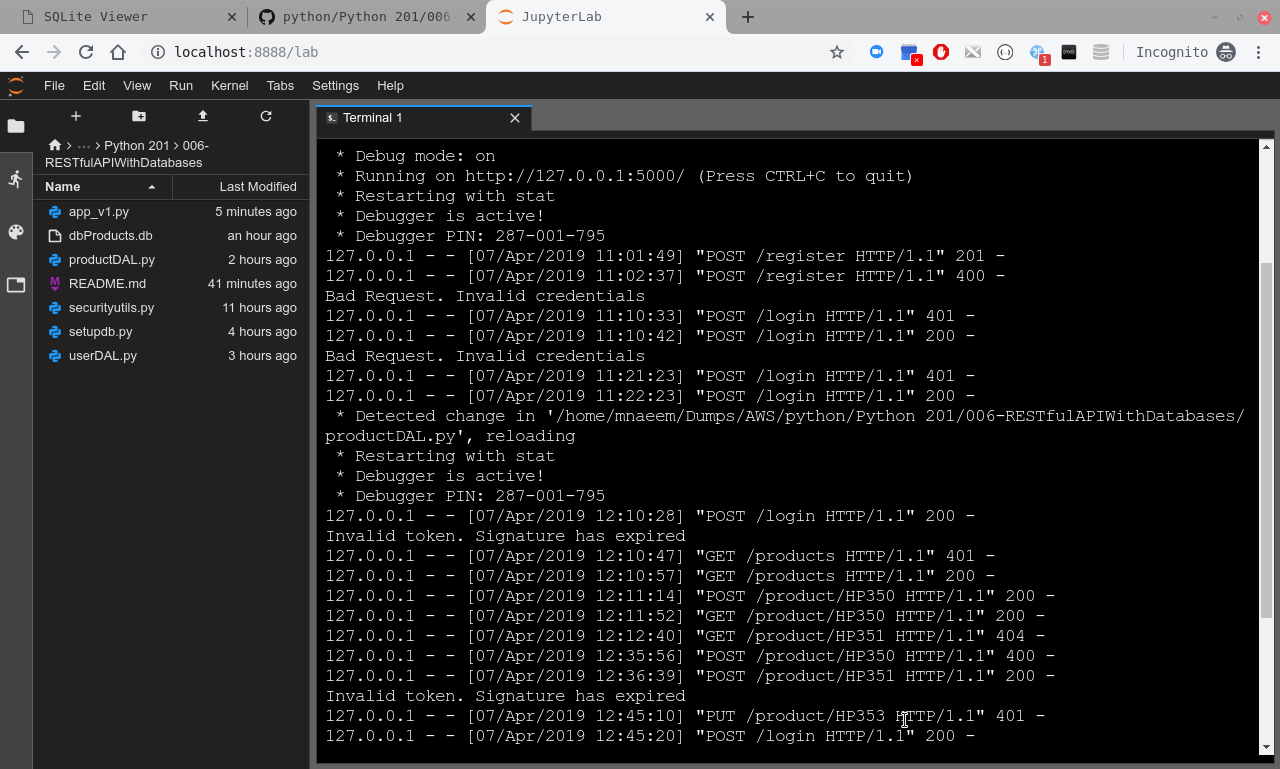 SQLite Viewer
python/Python 201/006-
JupyterLab
localhost:8888/lab
1
Incognito
File Edit View Run Kernel Tabs Settings Help
Terminal 1
... > Python 201 > 006-
RESTfulAPIWithDatabases
Name Last Modified
app_v1.py 5 minutes ago
dbProducts.db an hour ago
productDAL.py 2 hours ago
README.md 41 minutes ago
securityutils.py 11 hours ago
setupdb.py 4 hours ago
userDAL.py 3 hours ago
* Debug mode: on
* Running on http://127.0.0.1:5000/ (Press CTRL+C to quit)
* Restarting with stat
* Debugger is active!
* Debugger PIN: 287-001-795
127.0.0.1 - - [07/Apr/2019 11:01:49] "POST /register HTTP/1.1" 201 -
127.0.0.1 - - [07/Apr/2019 11:02:37] "POST /register HTTP/1.1" 400 -
Bad Request. Invalid credentials
127.0.0.1 - - [07/Apr/2019 11:10:33] "POST /login HTTP/1.1" 401 -
127.0.0.1 - - [07/Apr/2019 11:10:42] "POST /login HTTP/1.1" 200 -
Bad Request. Invalid credentials
127.0.0.1 - - [07/Apr/2019 11:21:23] "POST /login HTTP/1.1" 401 -
127.0.0.1 - - [07/Apr/2019 11:22:23] "POST /login HTTP/1.1" 200 -
* Detected change in '/home/mnaeem/Dumps/AWS/python/Python 201/006-RESTfulAPIWithDatabases/
productDAL.py', reloading
* Restarting with stat
* Debugger is active!
* Debugger PIN: 287-001-795
127.0.0.1 - - [07/Apr/2019 12:10:28] "POST /login HTTP/1.1" 200 -
Invalid token. Signature has expired
127.0.0.1 - - [07/Apr/2019 12:10:47] "GET /products HTTP/1.1" 401 -
127.0.0.1 - - [07/Apr/2019 12:10:57] "GET /products HTTP/1.1" 200 -
127.0.0.1 - - [07/Apr/2019 12:11:14] "POST /product/HP350 HTTP/1.1" 200 -
127.0.0.1 - - [07/Apr/2019 12:11:52] "GET /product/HP350 HTTP/1.1" 200 -
127.0.0.1 - - [07/Apr/2019 12:12:40] "GET /product/HP351 HTTP/1.1" 404 -
127.0.0.1 - - [07/Apr/2019 12:35:56] "POST /product/HP350 HTTP/1.1" 400 -
127.0.0.1 - - [07/Apr/2019 12:36:39] "POST /product/HP351 HTTP/1.1" 200 -
Invalid token. Signature has expired
127.0.0.1 - - [07/Apr/2019 12:45:10] "PUT /product/HP353 HTTP/1.1" 401 -
127.0.0.1 - - [07/Apr/2019 12:45:20] "POST /login HTTP/1.1" 200 -